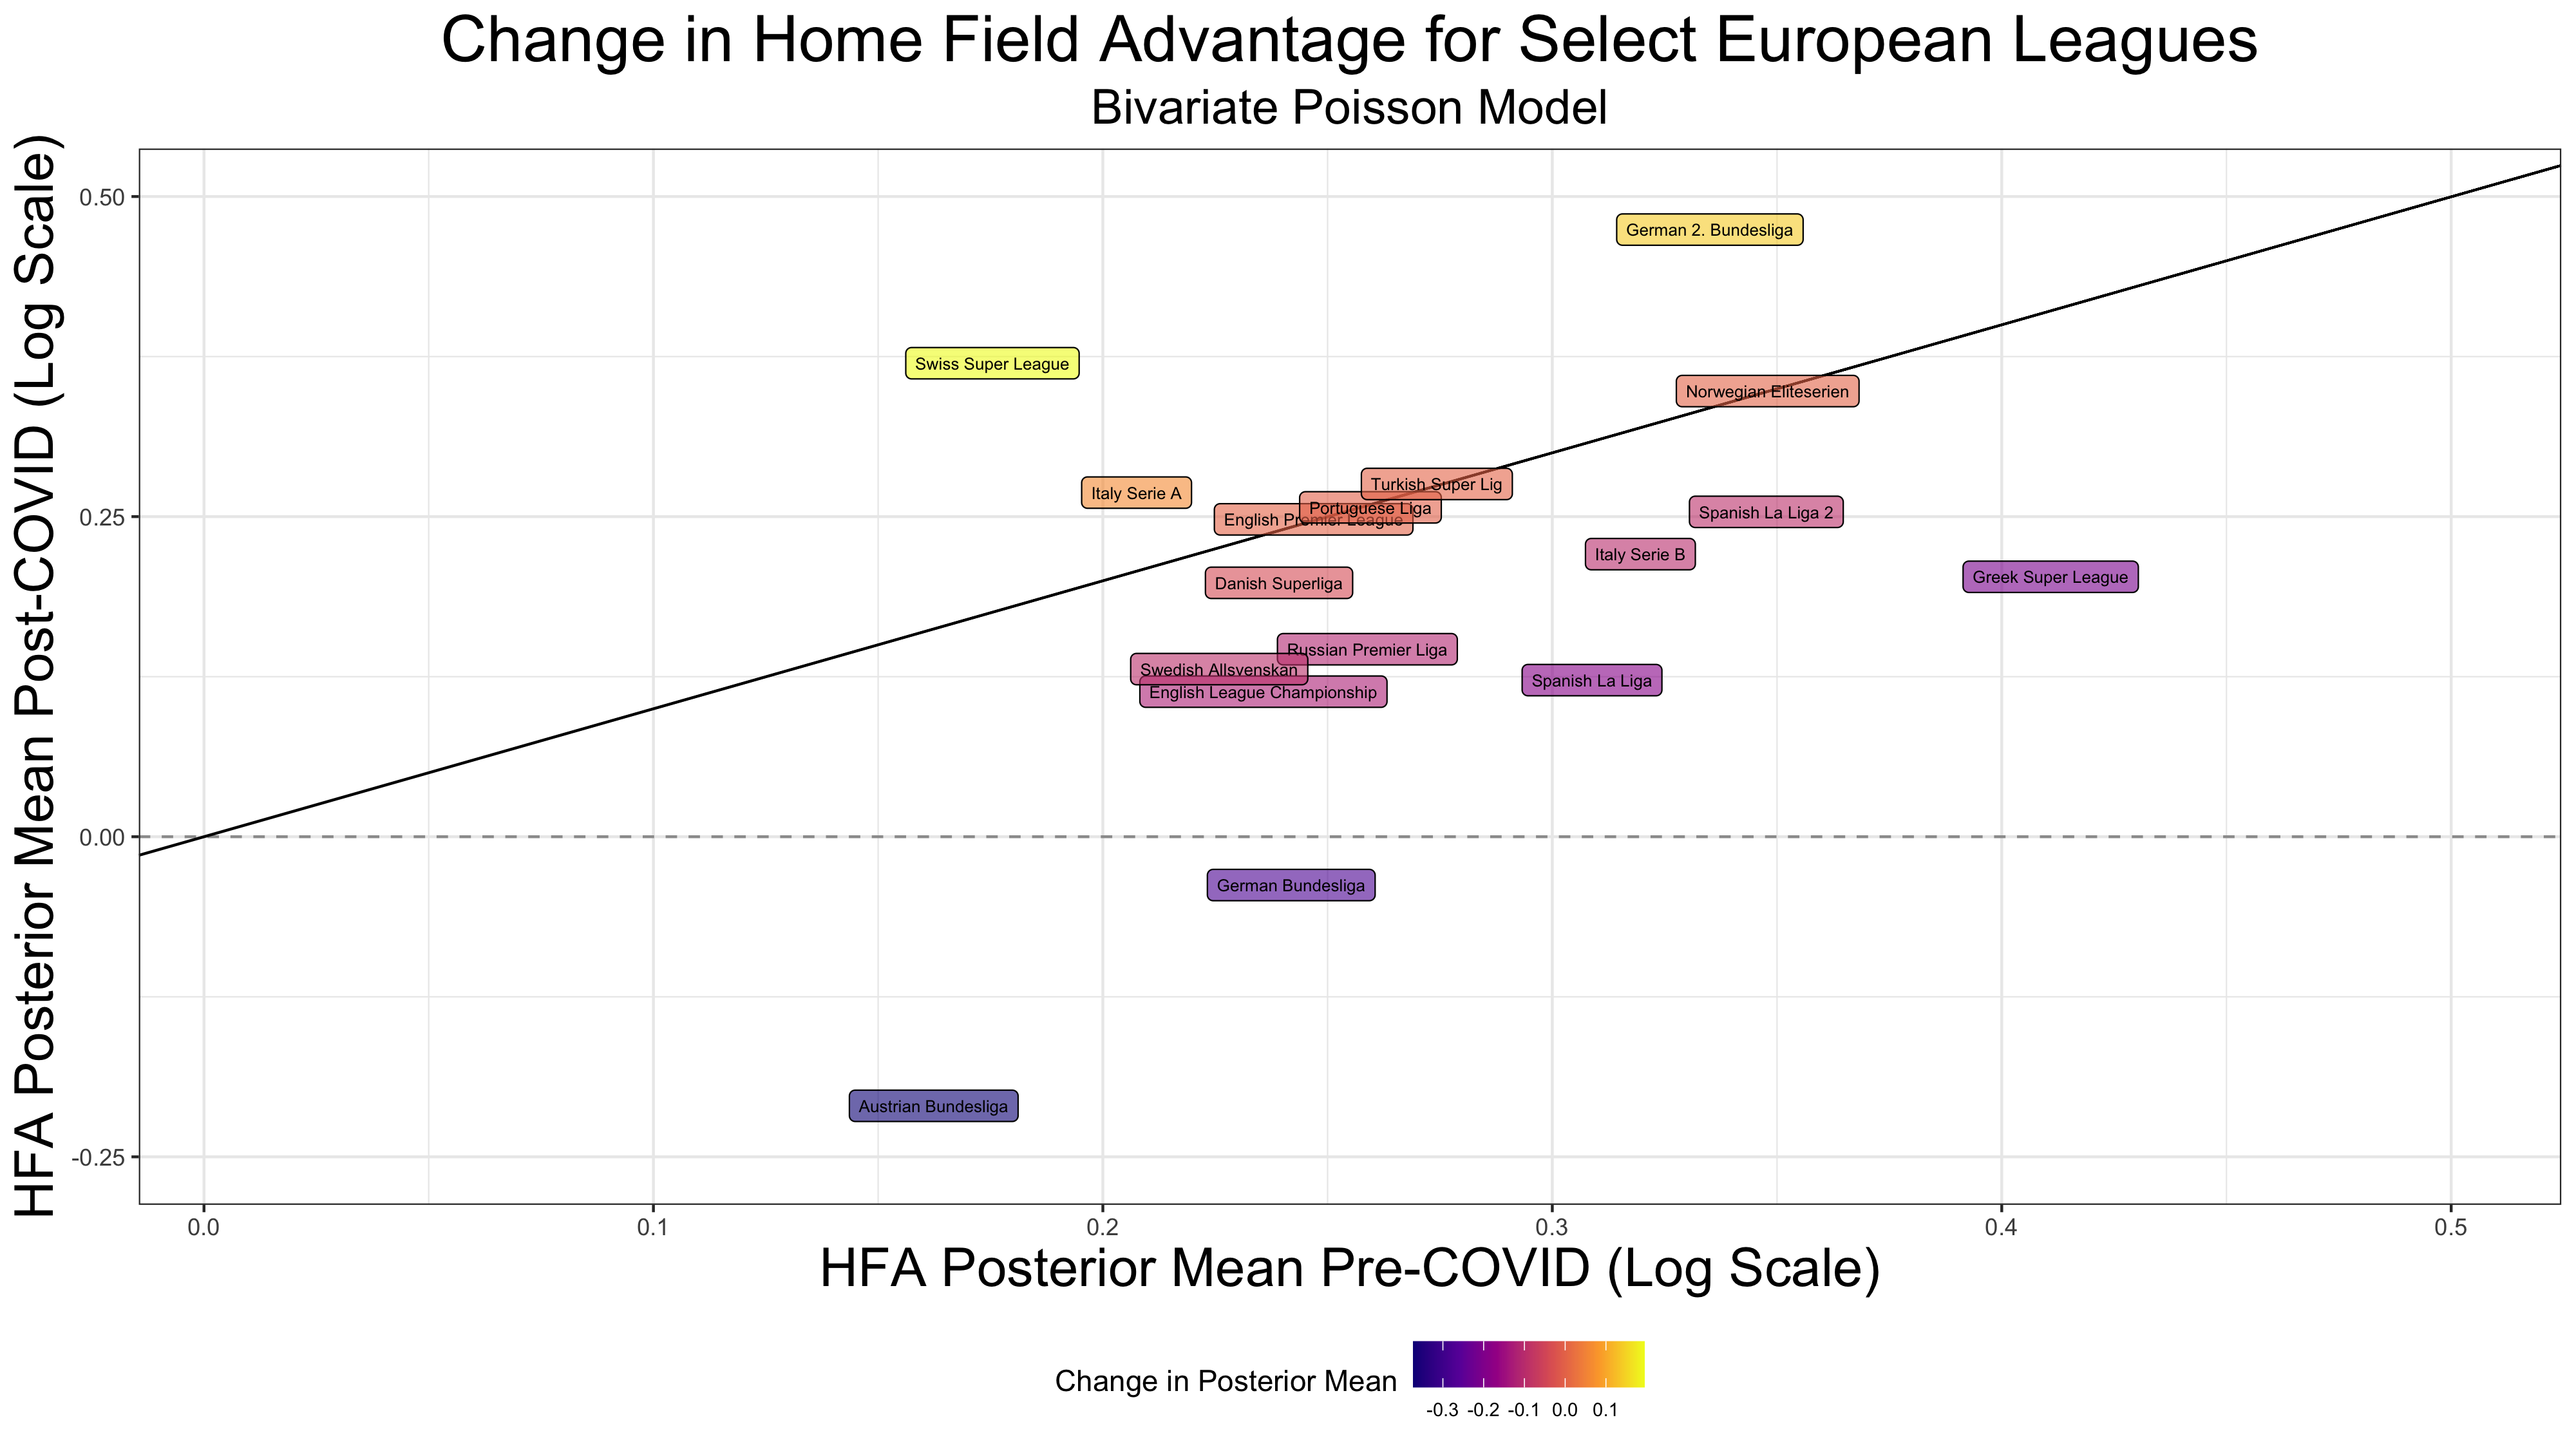 Change in Home Field Advantage for Select European Leagues
Bivariate Poisson Model
HFA Posterior Mean Post-COVID (Log Scale)
0.50
0.25
0.00
-0.25
German 2. Bundesliga
Swiss Super League
Norwegian Eliteserien
Turkish Super Lig
Italy Serie A
Portuguese Liga
Spanish La Liga 2
English Premier League
Italy Serie B
Greek Super League
Danish Superliga
Russian Premier Liga
Swedish Allsvenskan
Spanish La Liga
English League Championship
German Bundesliga
Austrian Bundesliga
0.0 0.1 0.2 0.3 0.4 0.5
HFA Posterior Mean Pre-COVID (Log Scale)
Change in Posterior Mean
-0.3 -0.2 -0.1 0.0 0.1